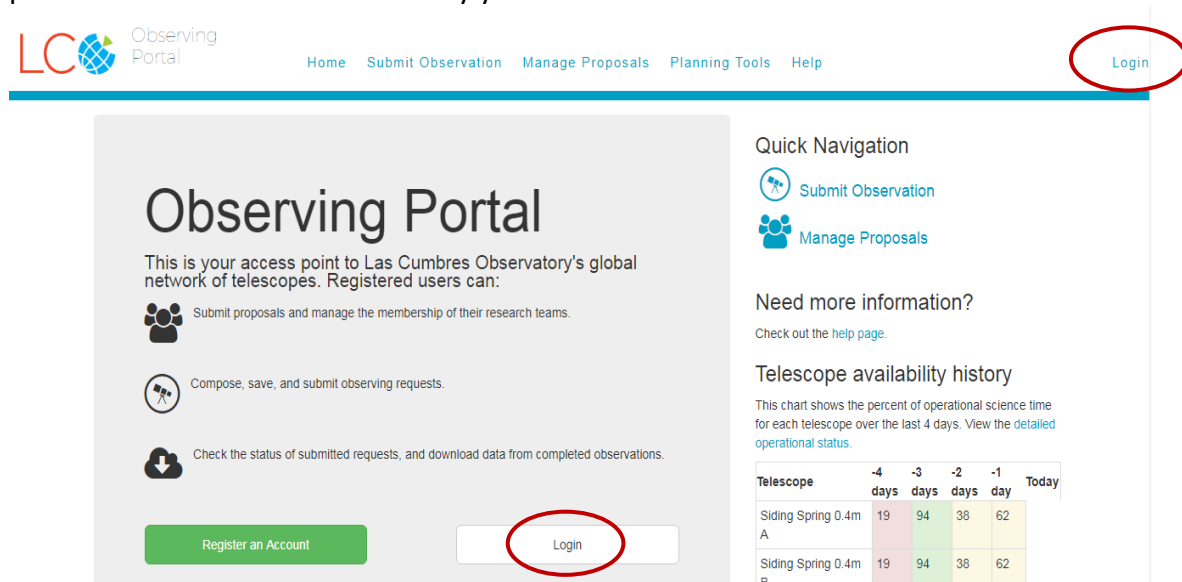 LCO Observing
Portal
Home Submit Observation Manage Proposals Planning Tools Help Login
Observing Portal
This is your access point to Las Cumbres Observatory's global
network of telescopes. Registered users can:
Submit proposals and manage the membership of their research teams.
Compose, save, and submit observing requests.
Check the status of submitted requests, and download data from completed observations.
Register an Account Login
Quick Navigation
Submit Observation
Manage Proposals
Need more information?
Check out the help page.
Telescope availability history
This chart shows the percent of operational science time
for each telescope over the last 4 days. View the detailed
operational status.
Telescope -4 days -3 days -2 days -1 day Today
Siding Spring 0.4m A 19 94 38 62
Siding Spring 0.4m 19 94 38 62